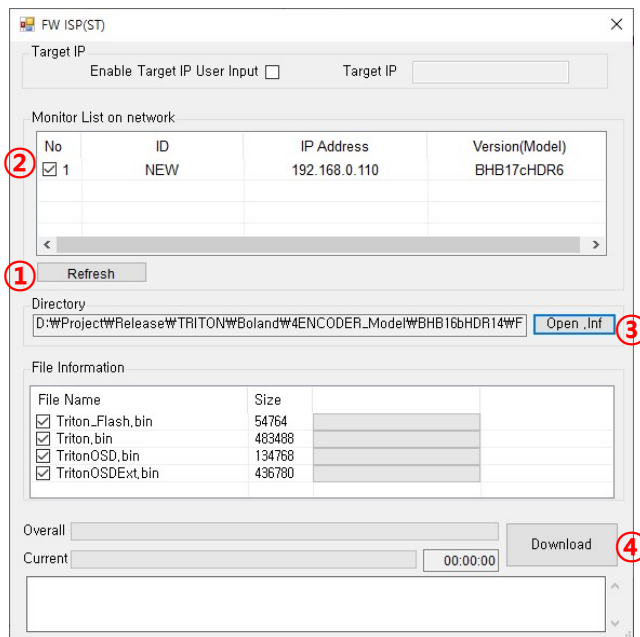 FW ISP(ST)
Target IP
Enable Target IP User Input
Target IP
Monitor List on network
No ID IP Address Version(Model)
② 1 NEW 192.168.0.110 BHB17cHDR6
① Refresh
Directory
D:₩Project₩Release₩TRITON₩Boland₩4ENCODER_Model₩BHB16bHDR14₩F Open .Inf ③
File Information
File Name Size
Triton_Flash.bin 54764
Triton.bin 483488
TritonOSD.bin 134768
TritonOSDExt.bin 436780
Overall
Download ④
Current 00:00:00